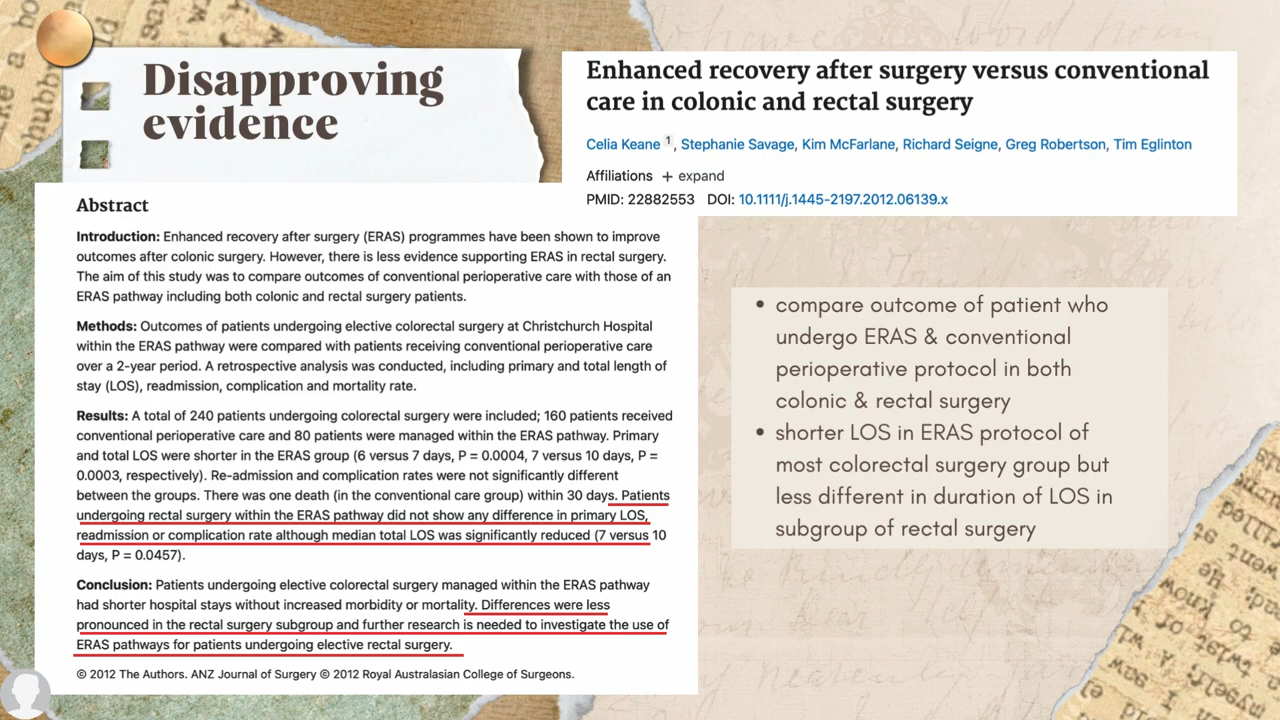 Disapproving
evidence
Enhanced recovery after surgery versus conventional
care in colonic and rectal surgery
Celia Keane 1, Stephanie Savage, Kim McFarlane, Richard Seigne, Greg Robertson, Tim Eglinton
Affiliations + expand
PMID: 22882553 DOI: 10.1111/j.1445-2197.2012.06139.x
Abstract
Introduction: Enhanced recovery after surgery (ERAS) programmes have been shown to improve
outcomes after colonic surgery. However, there is less evidence supporting ERAS in rectal surgery.
The aim of this study was to compare outcomes of conventional perioperative care with those of an
ERAS pathway including both colonic and rectal surgery patients.
Methods: Outcomes of patients undergoing elective colorectal surgery at Christchurch Hospital
within the ERAS pathway were compared with patients receiving conventional perioperative care
over a 2-year period. A retrospective analysis was conducted, including primary and total length of
stay (LOS), readmission, complication and mortality rate.
Results: A total of 240 patients undergoing colorectal surgery were included; 160 patients received
conventional perioperative care and 80 patients were managed within the ERAS pathway. Primary
and total LOS were shorter in the ERAS group (6 versus 7 days, P = 0.0004, 7 versus 10 days, P =
0.0003, respectively). Re-admission and complication rates were not significantly different
between the groups. There was one death (in the conventional care group) within 30 days. Patients
undergoing rectal surgery within the ERAS pathway did not show any difference in primary LOS,
readmission or complication rate although median total LOS was significantly reduced (7 versus 10
days, P = 0.0457).
Conclusion: Patients undergoing elective colorectal surgery managed within the ERAS pathway
had shorter hospital stays without increased morbidity or mortality. Differences were less
pronounced in the rectal surgery subgroup and further research is needed to investigate the use of
ERAS pathways for patients undergoing elective rectal surgery.
© 2012 The Authors. ANZ Journal of Surgery © 2012 Royal Australasian College of Surgeons.
• compare outcome of patient who
undergo ERAS & conventional
perioperative protocol in both
colonic & rectal surgery
• shorter LOS in ERAS protocol of
most colorectal surgery group but
less different in duration of LOS in
subgroup of rectal surgery